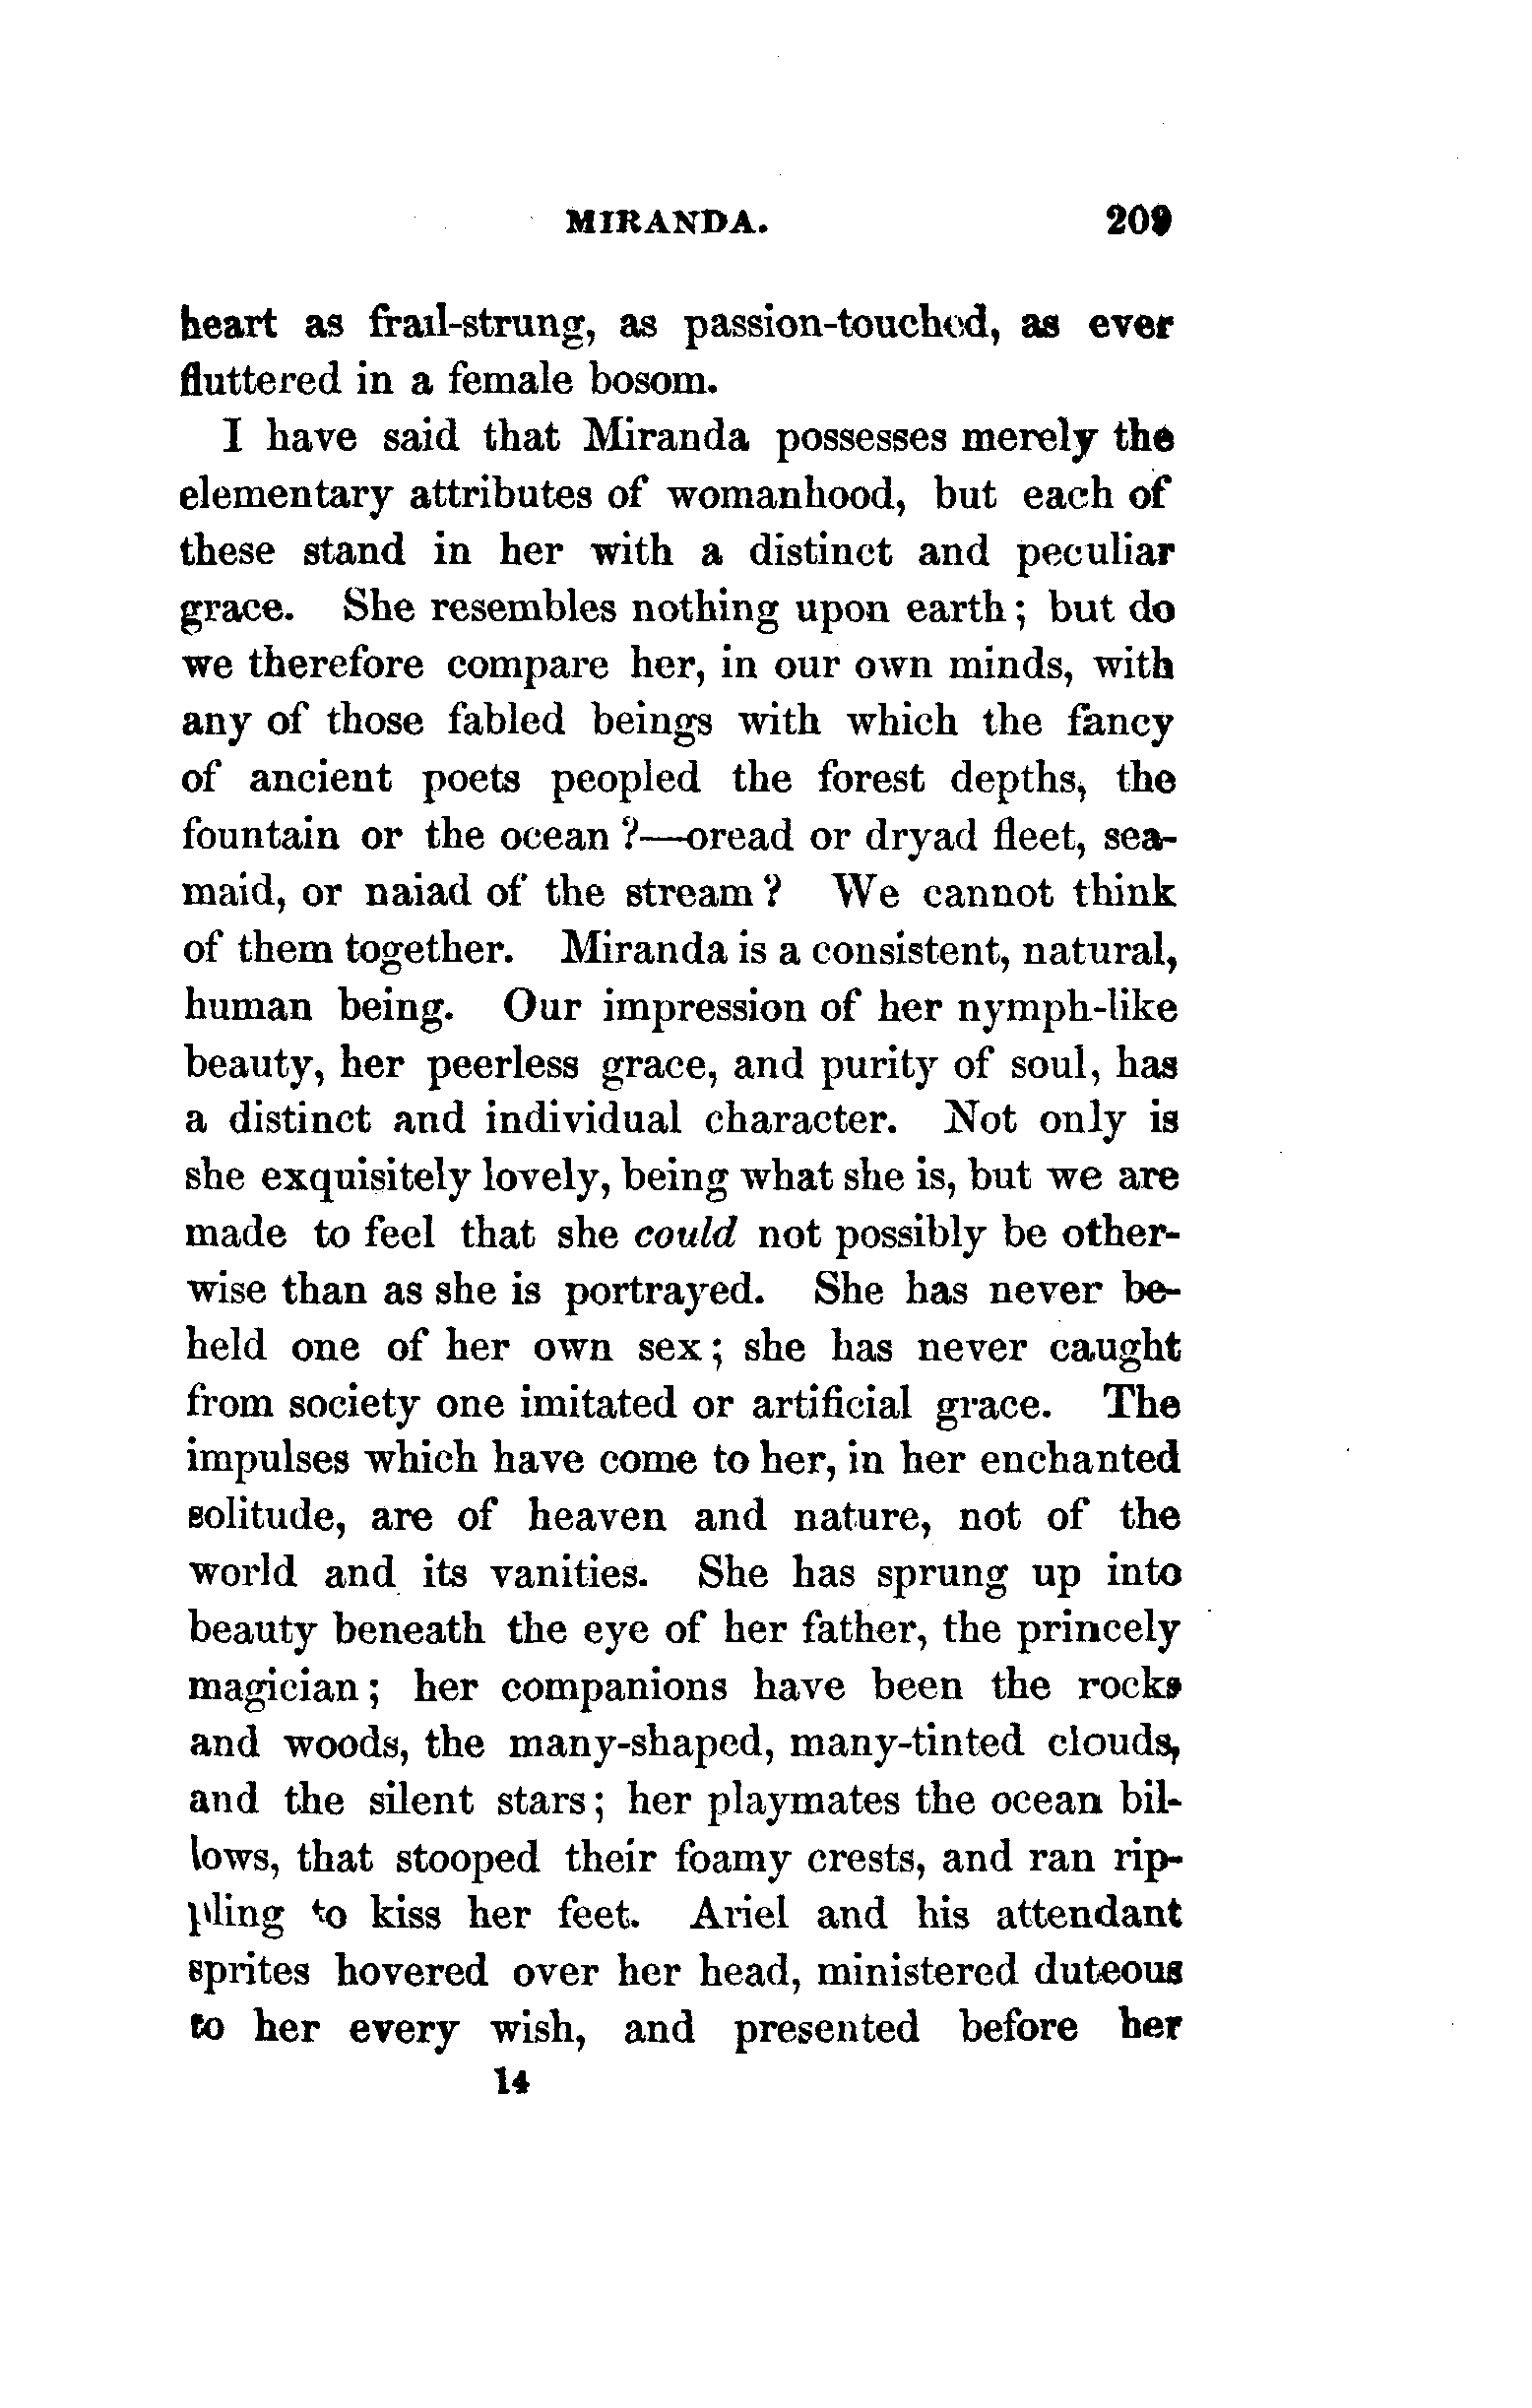 MIRANDA. 209
heart as frail-strung, as passion-touched, as ever
fluttered in a female bosom.
I have said that Miranda possesses merely the
elementary attributes of womanhood, but each of
these stand in her with a distinct and peculiar
grace. She resembles nothing upon earth; but do
we therefore compare her, in our own minds, with
any of those fabled beings with which the fancy
of ancient poets peopled the forest depths, the
fountain or the ocean?—oread or dryad fleet, sea-
maid, or naiad of the stream? We cannot think
of them together. Miranda is a consistent, natural,
human being. Our impression of her nymph-like
beauty, her peerless grace, and purity of soul, has
a distinct and individual character. Not only is
she exquisitely lovely, being what she is, but we are
made to feel that she could not possibly be other-
wise than as she is portrayed. She has never be-
held one of her own sex; she has never caught
from society one imitated or artificial grace. The
impulses which have come to her, in her enchanted
solitude, are of heaven and nature, not of the
world and its vanities. She has sprung up into
beauty beneath the eye of her father, the princely
magician; her companions have been the rocks
and woods, the many-shaped, many-tinted clouds,
and the silent stars; her playmates the ocean bil-
lows, that stooped their foamy crests, and ran rip-
pling to kiss her feet. Ariel and his attendant
sprites hovered over her head, ministered duteous
to her every wish, and presented before her
14